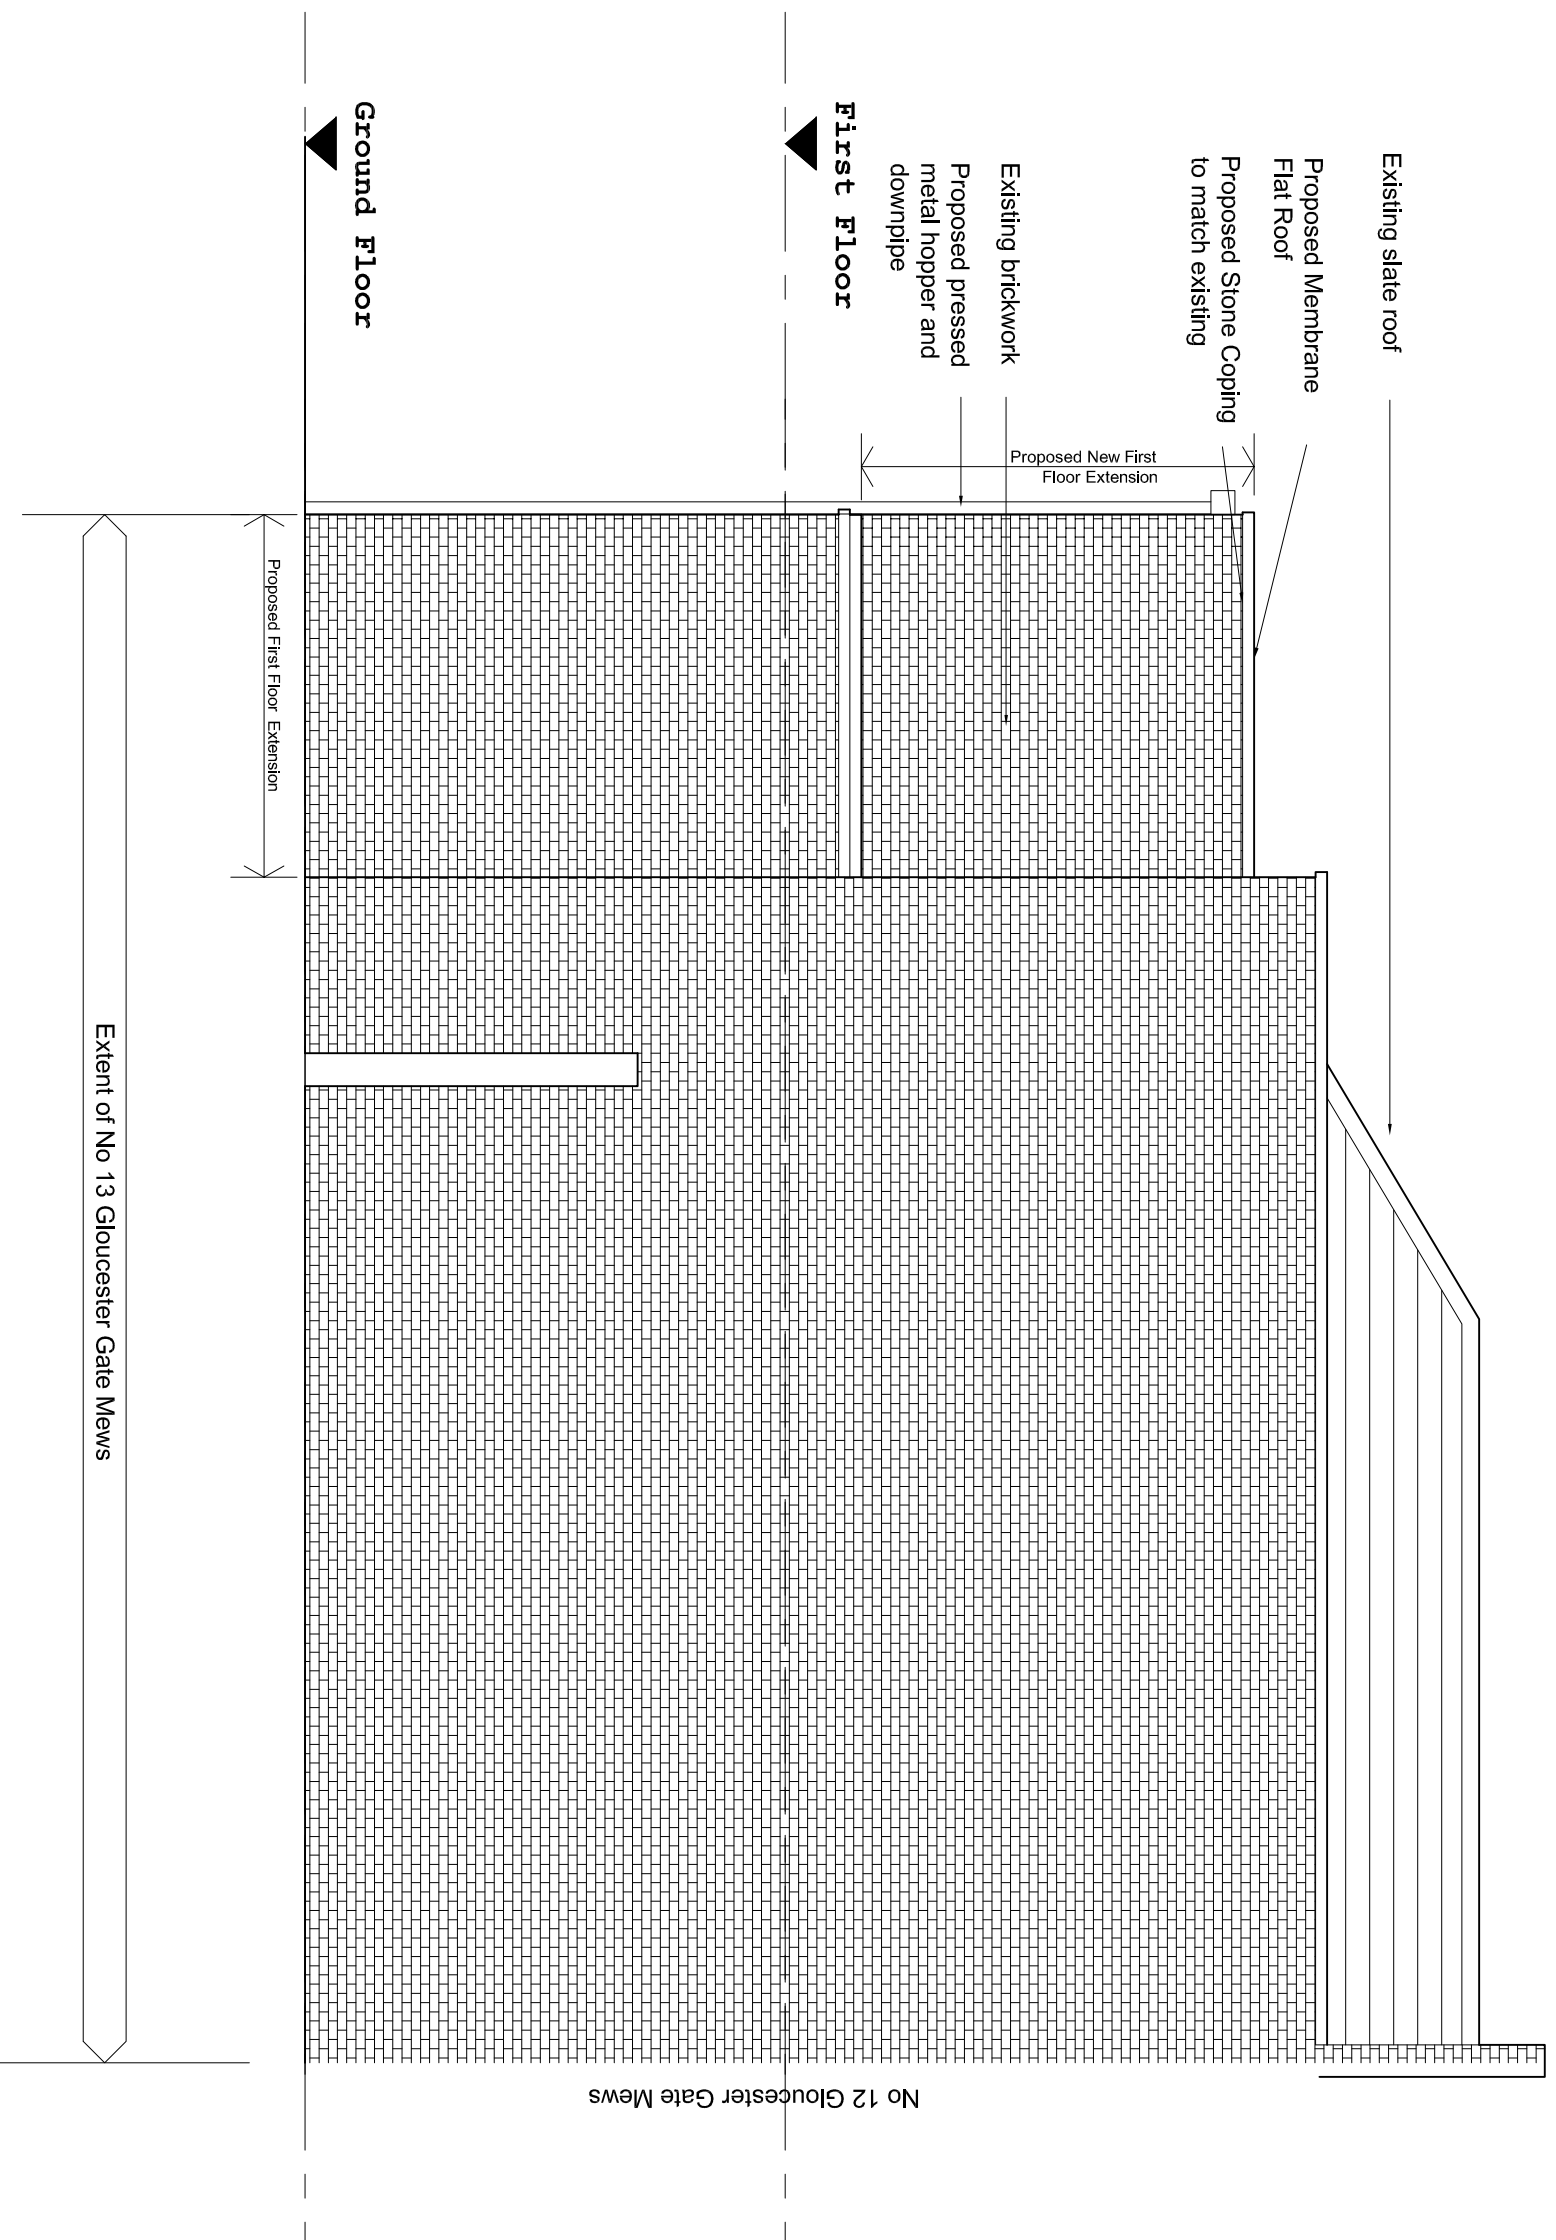 Existing slate roof
Proposed Membrane
Flat Roof
Proposed Stone Coping
to match existing
Existing brickwork
Proposed pressed
metal hopper and
downpipe
First Floor
Ground Floor
Proposed New First
Floor Extension
Proposed First Floor Extension
Extent of No 13 Gloucester Gate Mews
No 12 Gloucester Gate Mews